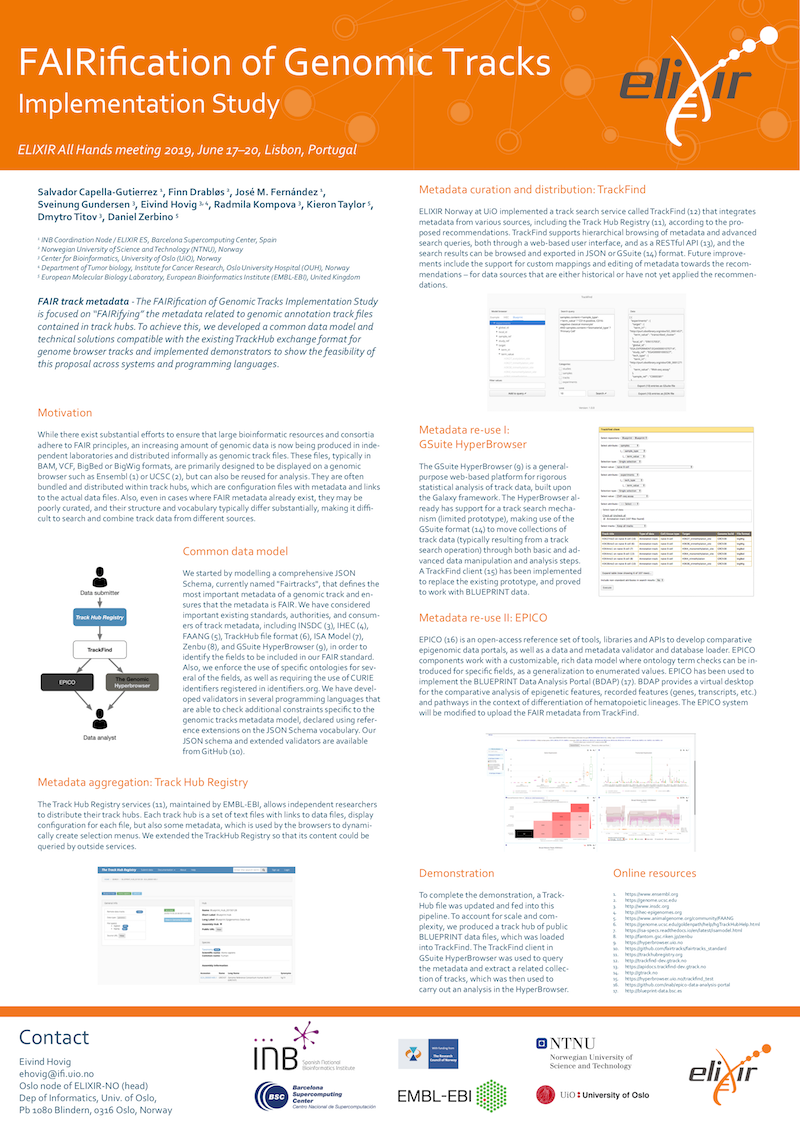 FAIRification of Genomic Tracks
Implementation Study
ELIXIR All Hands meeting 2019, June 17–20, Lisbon, Portugal
elixir
Salvador Capella-Gutierrez ¹, Finn Drabløs ², José M. Fernández ¹,
Sveinung Gundersen ³, Eivind Hovig ³,⁴, Radmila Kompova ³, Kieron Taylor ⁵,
Dmytro Titov ³, Daniel Zerbino ⁵
¹ INB Coordination Node / ELIXIR ES, Barcelona Supercomputing Center, Spain
² Norwegian University of Science and Technology (NTNU), Norway
³ Center for Bioinformatics, University of Oslo (UiO), Norway
⁴ Department of Tumor biology, Institute for Cancer Research, Oslo University Hospital (OUH), Norway
⁵ European Molecular Biology Laboratory, European Bioinformatics Institute (EMBL-EBI), United Kingdom
FAIR track metadata - The FAIRification of Genomic Tracks Implementation Study
is focused on "FAIRifying" the metadata related to genomic annotation track files
contained in track hubs. To achieve this, we developed a common data model and
technical solutions compatible with the existing TrackHub exchange format for
genome browser tracks and implemented demonstrators to show the feasibility of
this proposal across systems and programming languages.
Motivation
While there exist substantial efforts to ensure that large bioinformatic resources and consortia
adhere to FAIR principles, an increasing amount of genomic data is now being produced in inde-
pendent laboratories and distributed informally as genomic track files. These files, typically in
BAM, VCF, BigBed or BigWig formats, are primarily designed to be displayed on a genomic
browser such as Ensembl (1) or UCSC (2), but can also be reused for analysis. They are often
bundled and distributed within track hubs, which are configuration files with metadata and links
to the actual data files. Also, even in cases where FAIR metadata already exist, they may be
poorly curated, and their structure and vocabulary typically differ substantially, making it diffi-
cult to search and combine track data from different sources.
Common data model
We started by modelling a comprehensive JSON
Schema, currently named "Fairtracks", that defines the
most important metadata of a genomic track and en-
sures that the metadata is FAIR. We have considered
important existing standards, authorities, and consum-
ers of track metadata, including INSDC (3), IHEC (4),
FAANG (5), TrackHub file format (6), ISA Model (7),
Zenbu (8), and GSuite HyperBrowser (9), in order to
identify the fields to be included in our FAIR standard.
Also, we enforce the use of specific ontologies for sev-
eral of the fields, as well as requiring the use of CURIE
identifiers registered in identifiers.org. We have devel-
oped validators in several programming languages that
are able to check additional constraints specific to the
genomic tracks metadata model, declared using refer-
ence extensions on the JSON Schema vocabulary. Our
JSON schema and extended validators are available
from GitHub (10).
Data submitter
Track Hub Registry
TrackFind
EPICO
The Genomic
Hyperbrowser
Data analyst
Metadata aggregation: Track Hub Registry
The Track Hub Registry services (11), maintained by EMBL-EBI, allows independent researchers
to distribute their track hubs. Each track hub is a set of text files with links to data files, display
configuration for each file, but also some metadata, which is used by the browsers to dynami-
cally create selection menus. We extended the TrackHub Registry so that its content could be
queried by outside services.
The Track Hub Registry
Metadata curation and distribution: TrackFind
ELIXIR Norway at UiO implemented a track search service called TrackFind (12) that integrates
metadata from various sources, including the Track Hub Registry (11), according to the pro-
posed recommendations. TrackFind supports hierarchical browsing of metadata and advanced
search queries, both through a web-based user interface, and as a RESTful API (13), and the
search results can be browsed and exported in JSON or GSuite (14) format. Future improve-
ments include the support for custom mappings and editing of metadata towards the recom-
mendations – for data sources that are either historical or have not yet applied the recommen-
dations.
Metadata re-use I:
GSuite HyperBrowser
The GSuite HyperBrowser (9) is a general-
purpose web-based platform for rigorous
statistical analysis of track data, built upon
the Galaxy framework. The HyperBrowser al-
ready has support for a track search mecha-
nism (limited prototype), making use of the
GSuite format (14) to move collections of
track data (typically resulting from a track
search operation) through both basic and ad-
vanced data manipulation and analysis steps.
A TrackFind client (15) has been implemented
to replace the existing prototype, and proved
to work with BLUEPRINT data.
Metadata re-use II: EPICO
EPICO (16) is an open-access reference set of tools, libraries and APIs to develop comparative
epigenomic data portals, as well as a data and metadata validator and database loader. EPICO
components work with a customizable, rich data model where ontology term checks can be in-
troduced for specific fields, as a generalization to enumerated values. EPICO has been used to
implement the BLUEPRINT Data Analysis Portal (BDAP) (17). BDAP provides a virtual desktop
for the comparative analysis of epigenetic features, recorded features (genes, transcripts, etc.)
and pathways in the context of differentiation of hematopoietic lineages. The EPICO system
will be modified to upload the FAIR metadata from TrackFind.
Demonstration
To complete the demonstration, a Track-
Hub file was updated and fed into this
pipeline. To account for scale and com-
plexity, we produced a track hub of public
BLUEPRINT data files, which was loaded
into TrackFind. The TrackFind client in
GSuite HyperBrowser was used to query
the metadata and extract a related collec-
tion of tracks, which was then used to
carry out an analysis in the HyperBrowser.
Online resources
1. https://www.ensembl.org
2. https://genome.ucsc.edu
3. http://www.insdc.org
4. http://ihec-epigenomes.org
5. https://www.animalgenome.org/community/FAANG
6. https://genome.ucsc.edu/goldenpath/help/hgTrackHubHelp.html
7. https://isa-specs.readthedocs.io/en/latest/isamodel.html
8. http://fantom.gsc.riken.jp/zenbu
9. https://hyperbrowser.uio.no
10. https://github.com/fairtracks/fairtracks_standard
11. https://trackhubregistry.org
12. http://trackfind-dev.gtrack.no
13. https://apidocs.trackfind-dev.gtrack.no
14. http://gtrack.no
15. https://hyperbrowser.uio.no/trackfind_test
16. https://github.com/inab/epico-data-analysis-portal
17. http://blueprint-data.bsc.es
Contact
Eivind Hovig
ehovig@ifi.uio.no
Oslo node of ELIXIR-NO (head)
Dep of Informatics, Univ. of Oslo,
Pb 1080 Blindern, 0316 Oslo, Norway
INB
Spanish National
Bioinformatics Institute
BSC
Barcelona
Supercomputing
Center
Centro Nacional de Supercomputación
With funding from
The Research
Council of Norway
EMBL-EBI
NTNU
Norwegian University of
Science and Technology
UiO University of Oslo
elixir